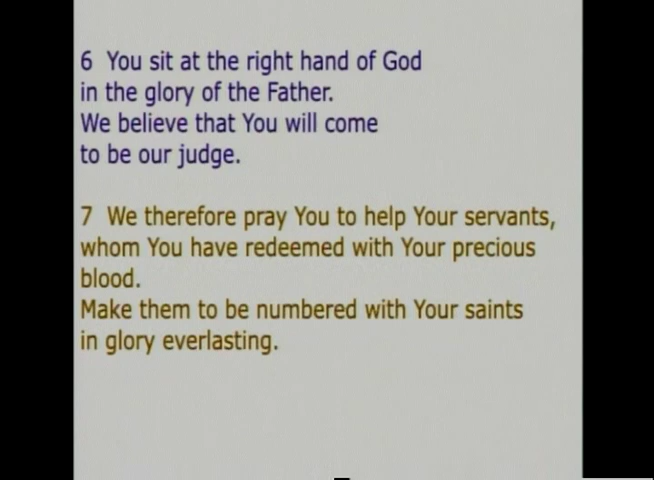 6 You sit at the right hand of God
in the glory of the Father.
We believe that You will come
to be our judge.
7 We therefore pray You to help Your servants,
whom You have redeemed with Your precious
blood.
Make them to be numbered with Your saints
in glory everlasting.